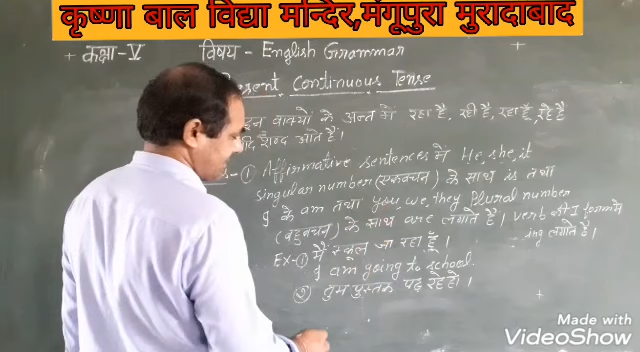 कृष्णा बाल विद्या मन्दिर,मंगूपुरा मुरादाबाद
कक्षा-V विषय - English Grammar
Present Continuous Tense
इन वाक्यों के अन्त में रहा है, रही है, रहा हूँ, रहे हैं
शब्द आते हैं।
① Affirmative sentences में He, she, it
singular number (एकवचन) के साथ is तथा
I के am तथा you, we, they Plural number
(बहुवचन) के साथ are लगाते हैं। verb की I form में
ing लगाते हैं।
Ex-① मैं स्कूल जा रहा हूँ।
I am going to school.
② तुम पुस्तक पढ़ रहे हो।
Made with
VideoShow